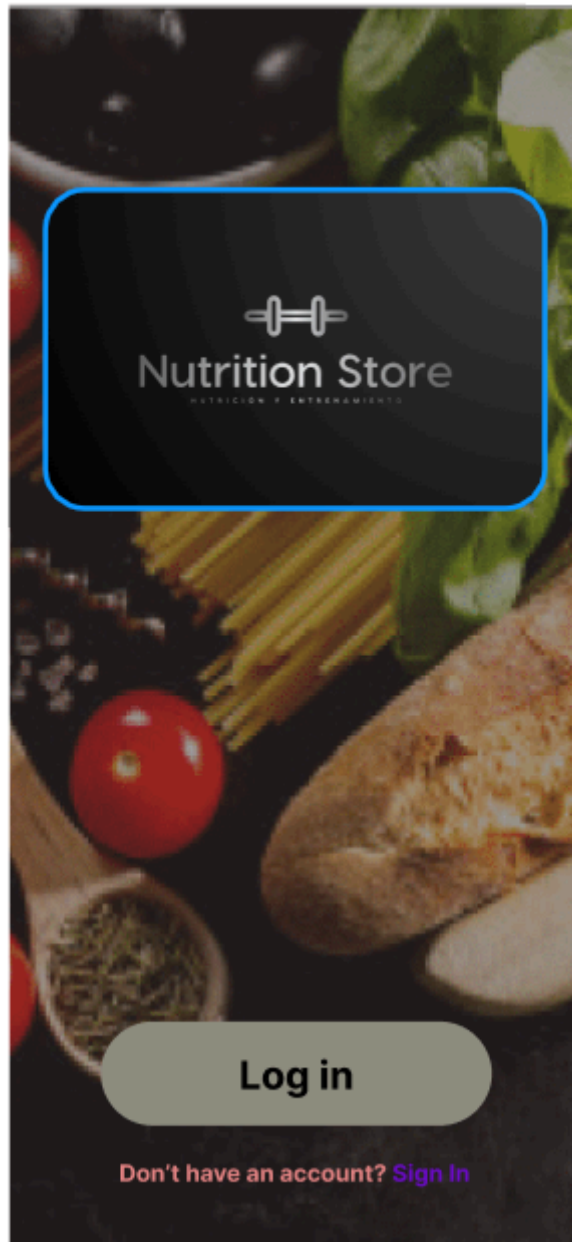 Nutrition Store
NUTRICIÓN Y ENTRENAMIENTO
Log in
Don't have an account? Sign In